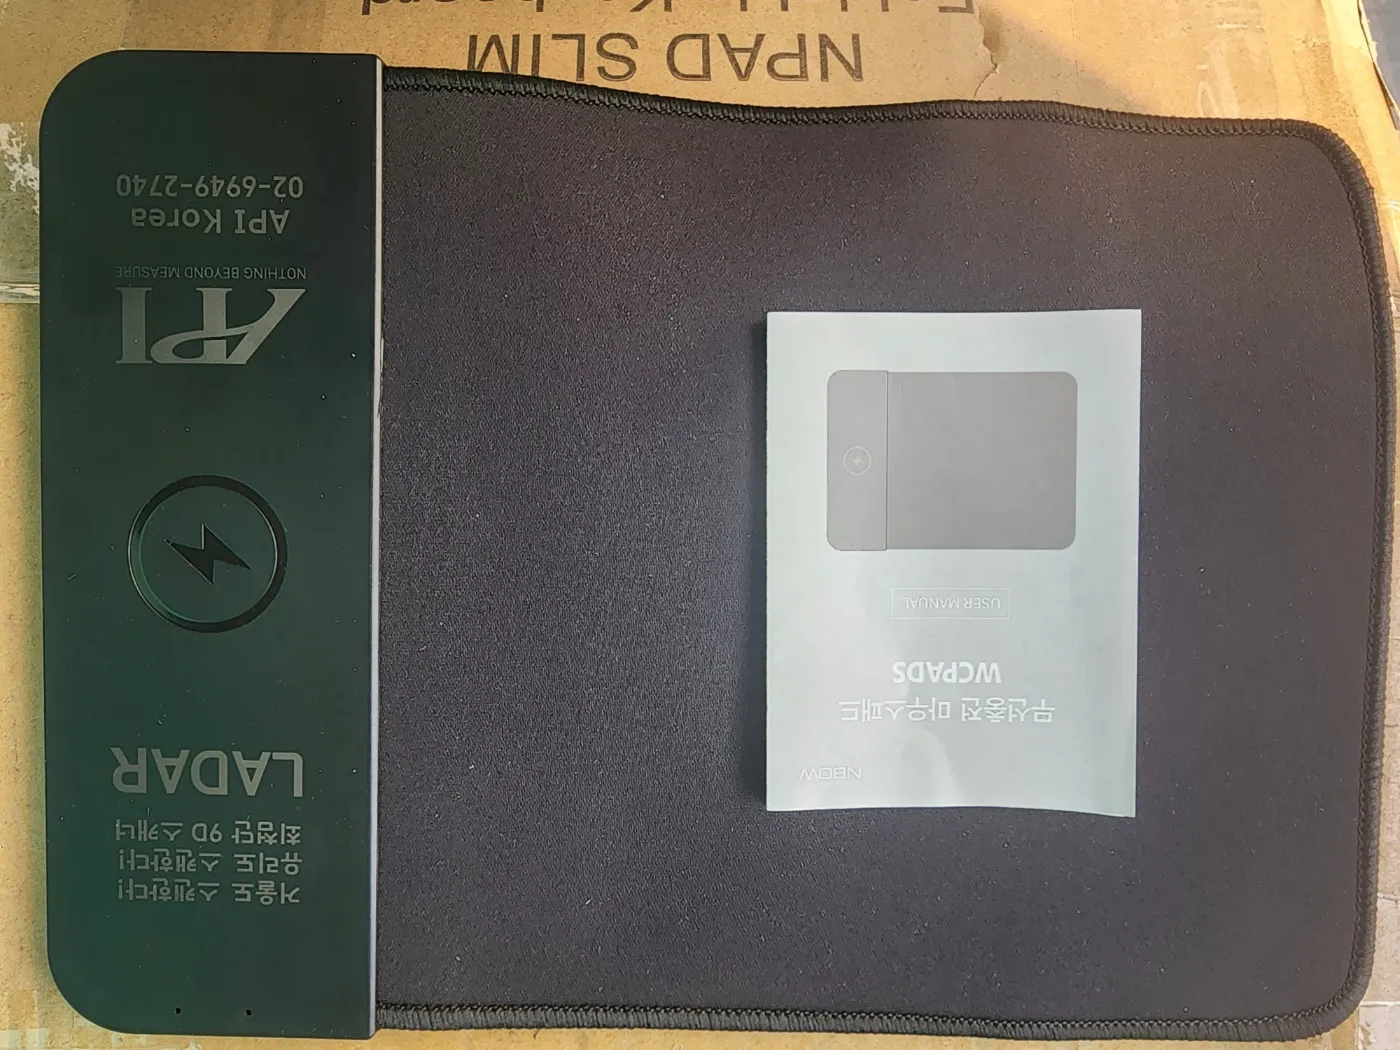 거울도 스캔한다!
유리도 스캔한다!
최첨단 9D 스캐너
LADAR
API
NOTHING BEYOND MEASURE
API Korea
02-6949-2740
NBOW
무선충전 마우스패드
WCPADS
USER MANUAL
NPAD SLIM